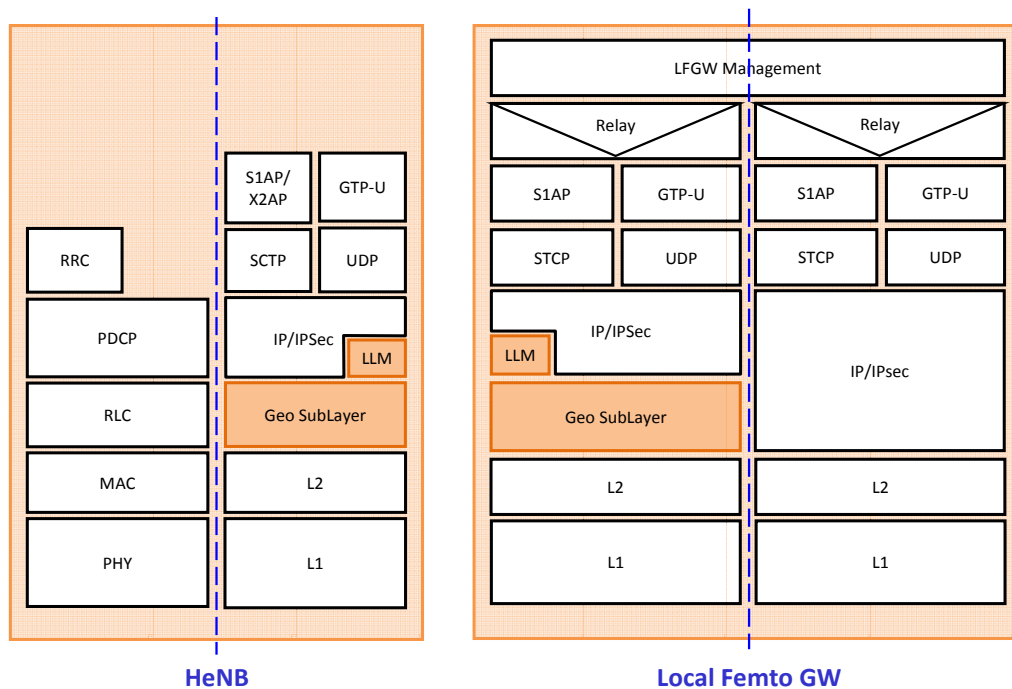 LFGW Management
Relay
Relay
S1AP/
X2AP
GTP-U
S1AP
GTP-U
S1AP
GTP-U
RRC
SCTP
UDP
STCP
UDP
STCP
UDP
PDCP
IP/IPSec
LLM
IP/IPSec
LLM
IP/IPsec
RLC
Geo SubLayer
Geo SubLayer
MAC
L2
L2
L2
PHY
L1
L1
L1
HeNB
Local Femto GW